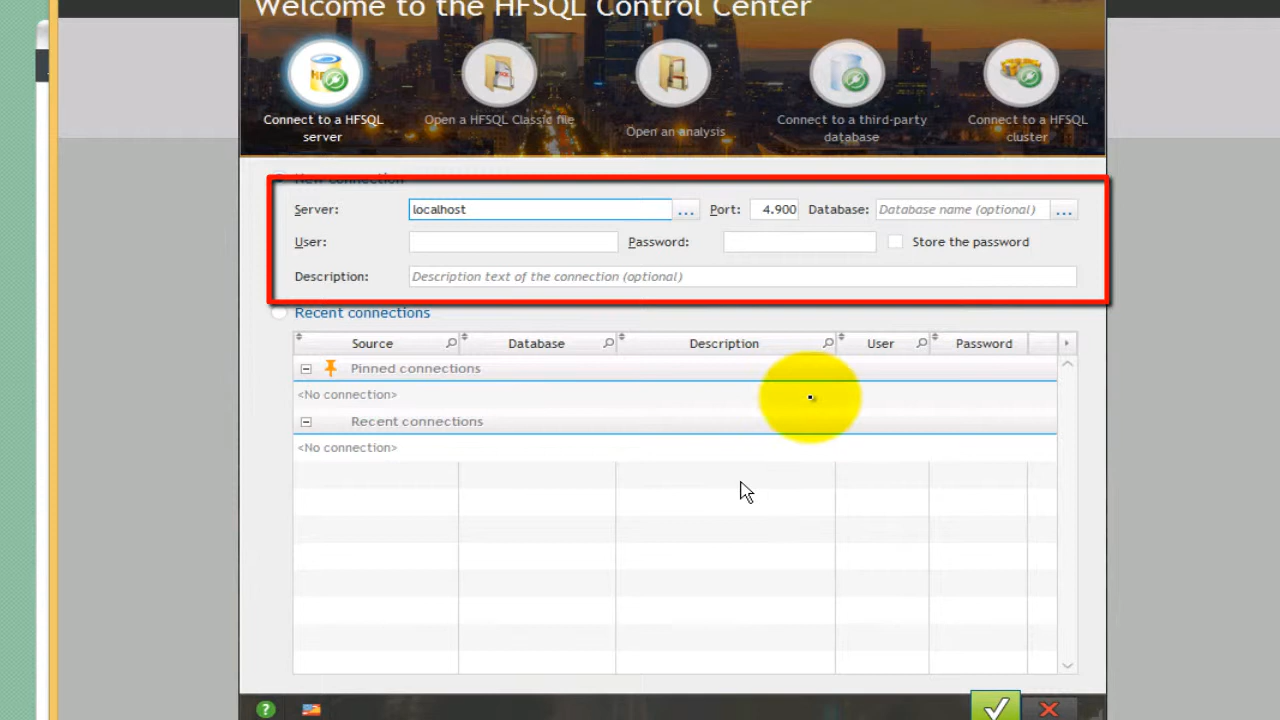 Welcome to the HFSQL Control Center
Connect to a HFSQL server
Open a HFSQL Classic file
Open an analysis
Connect to a third-party database
Connect to a HFSQL cluster
New connection
Server: localhost ... Port: 4.900 Database: Database name (optional) ...
User: Password: Store the password
Description: Description text of the connection (optional)
Recent connections
Source Database Description User Password
Pinned connections
<No connection>
Recent connections
<No connection>